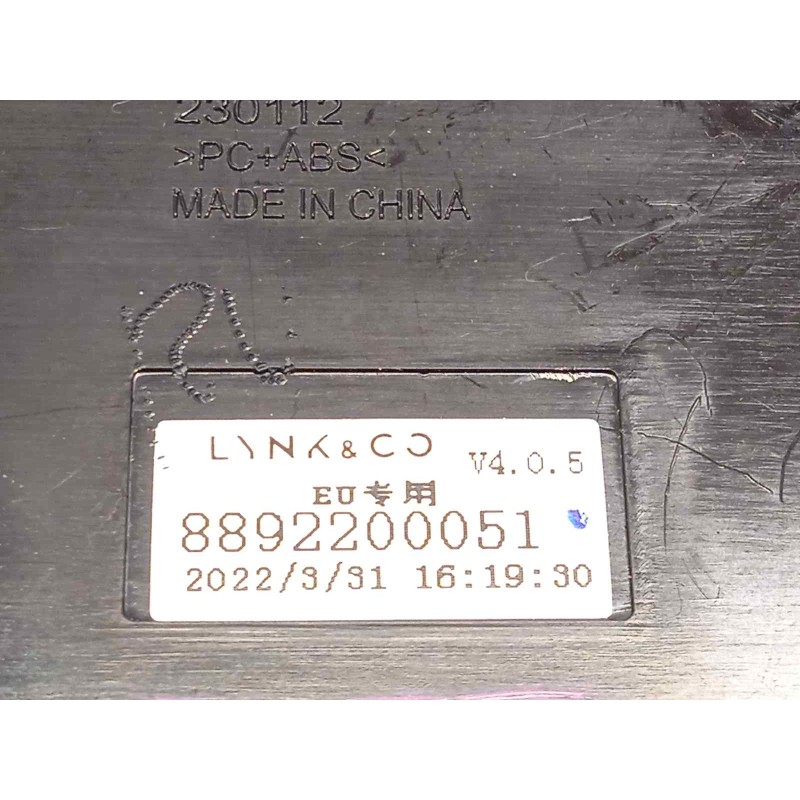 230112
>PC+ABS<
MADE IN CHINA
LYNK & CO V4.0.5
EU专用
8892200051
2022/3/31 16:19:30